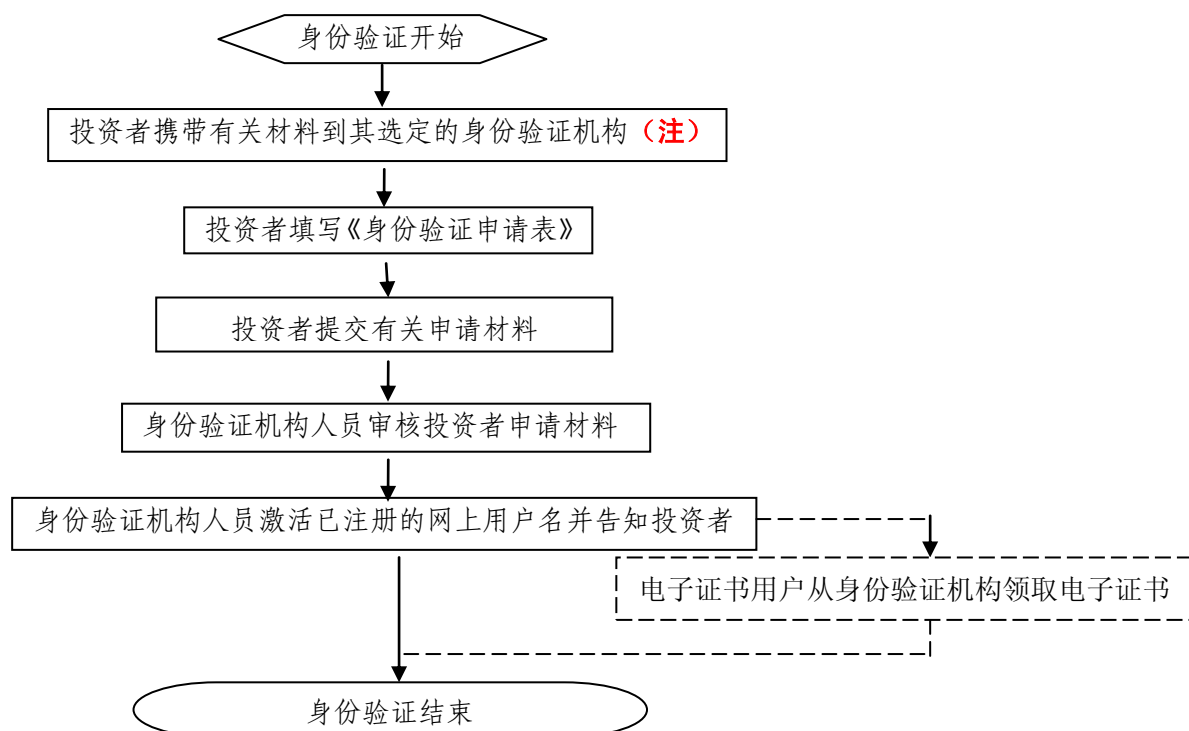 身份验证开始
投资者携带有关材料到其选定的身份验证机构（注）
投资者填写《身份验证申请表》
投资者提交有关申请材料
身份验证机构人员审核投资者申请材料
身份验证机构人员激活已注册的网上用户名并告知投资者
电子证书用户从身份验证机构领取电子证书
身份验证结束